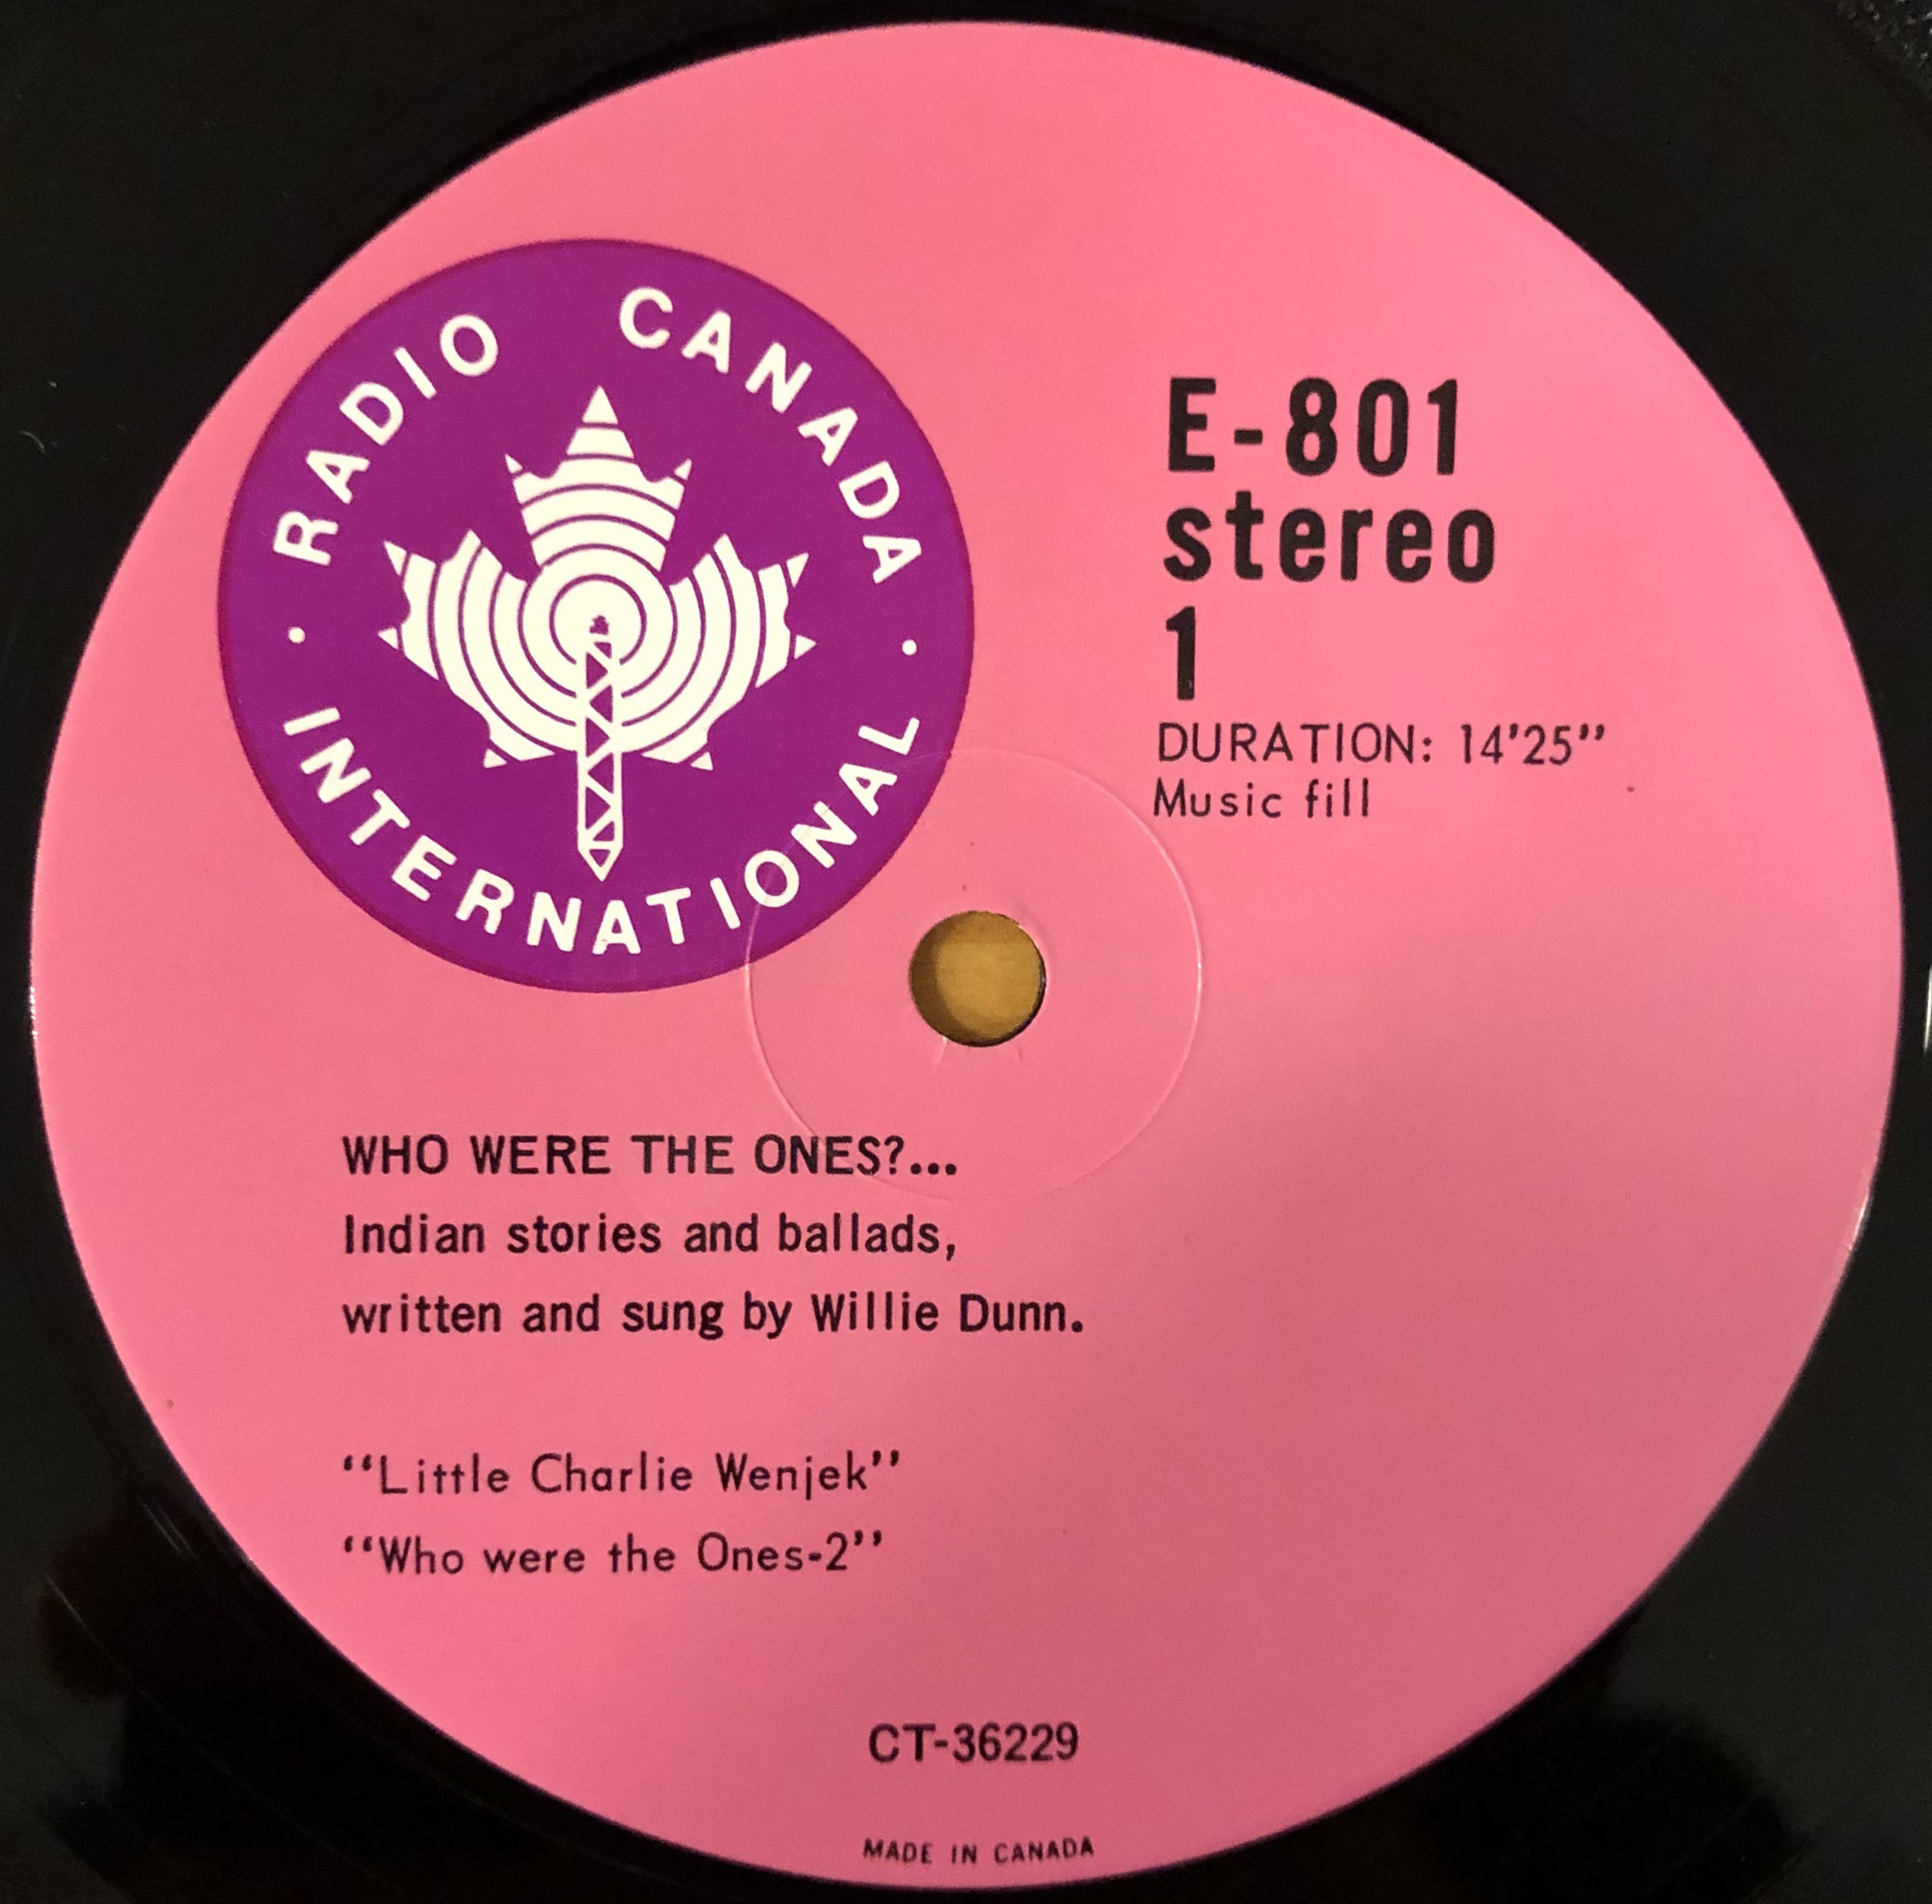 RADIO CANADA
· INTERNATIONAL ·
E-801
stereo
1
DURATION: 14'25”
Music fill
WHO WERE THE ONES?...
Indian stories and ballads,
written and sung by Willie Dunn.
“Little Charlie Wenjek”
“Who were the Ones-2”
CT-36229
MADE IN CANADA